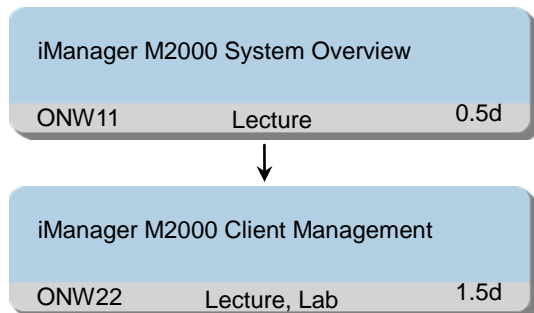 iManager M2000 System Overview
ONW11 Lecture 0.5d
iManager M2000 Client Management
ONW22 Lecture, Lab 1.5d